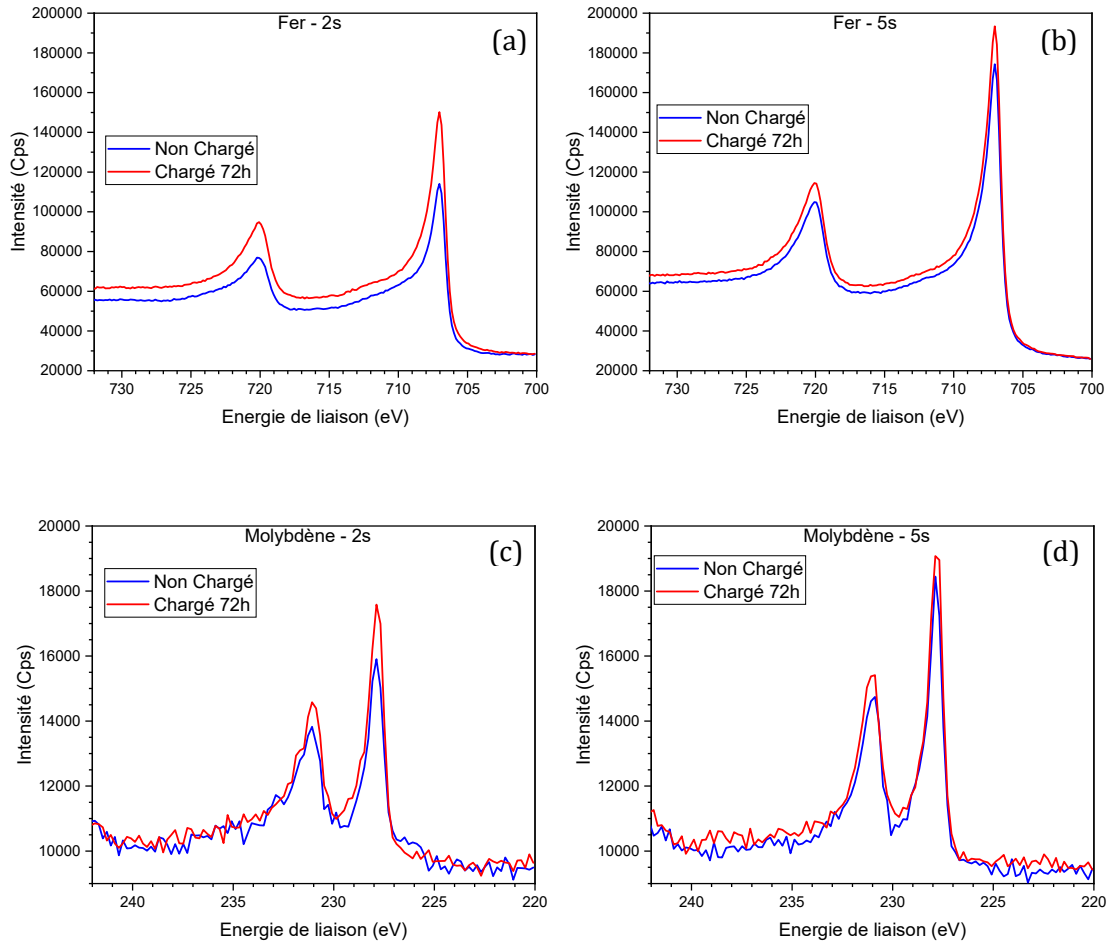 Fer - 2s
(a)
Non Chargé
Chargé 72h
Intensité (Cps)
200000
180000
160000
140000
120000
100000
80000
60000
40000
20000
730 725 720 715 710 705 700
Energie de liaison (eV)
Fer - 5s
(b)
Non Chargé
Chargé 72h
Intensité (Cps)
200000
180000
160000
140000
120000
100000
80000
60000
40000
20000
730 725 720 715 710 705 700
Energie de liaison (eV)
Molybdène - 2s
(c)
Non Chargé
Chargé 72h
Intensité (Cps)
20000
18000
16000
14000
12000
10000
240 235 230 225 220
Energie de liaison (eV)
Molybdène - 5s
(d)
Non Chargé
Chargé 72h
Intensité (Cps)
20000
18000
16000
14000
12000
10000
240 235 230 225 220
Energie de liaison (eV)